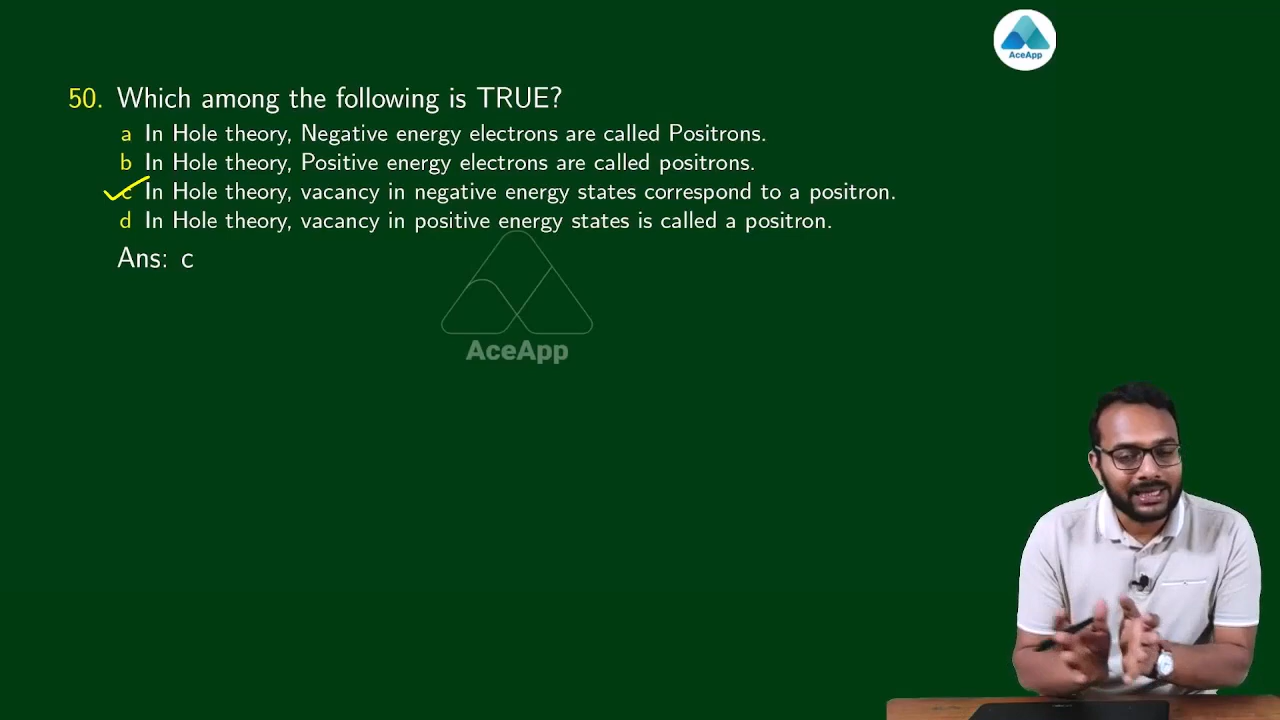 AceApp
50. Which among the following is TRUE?
a In Hole theory, Negative energy electrons are called Positrons.
b In Hole theory, Positive energy electrons are called positrons.
c In Hole theory, vacancy in negative energy states correspond to a positron.
d In Hole theory, vacancy in positive energy states is called a positron.
Ans: c
AceApp